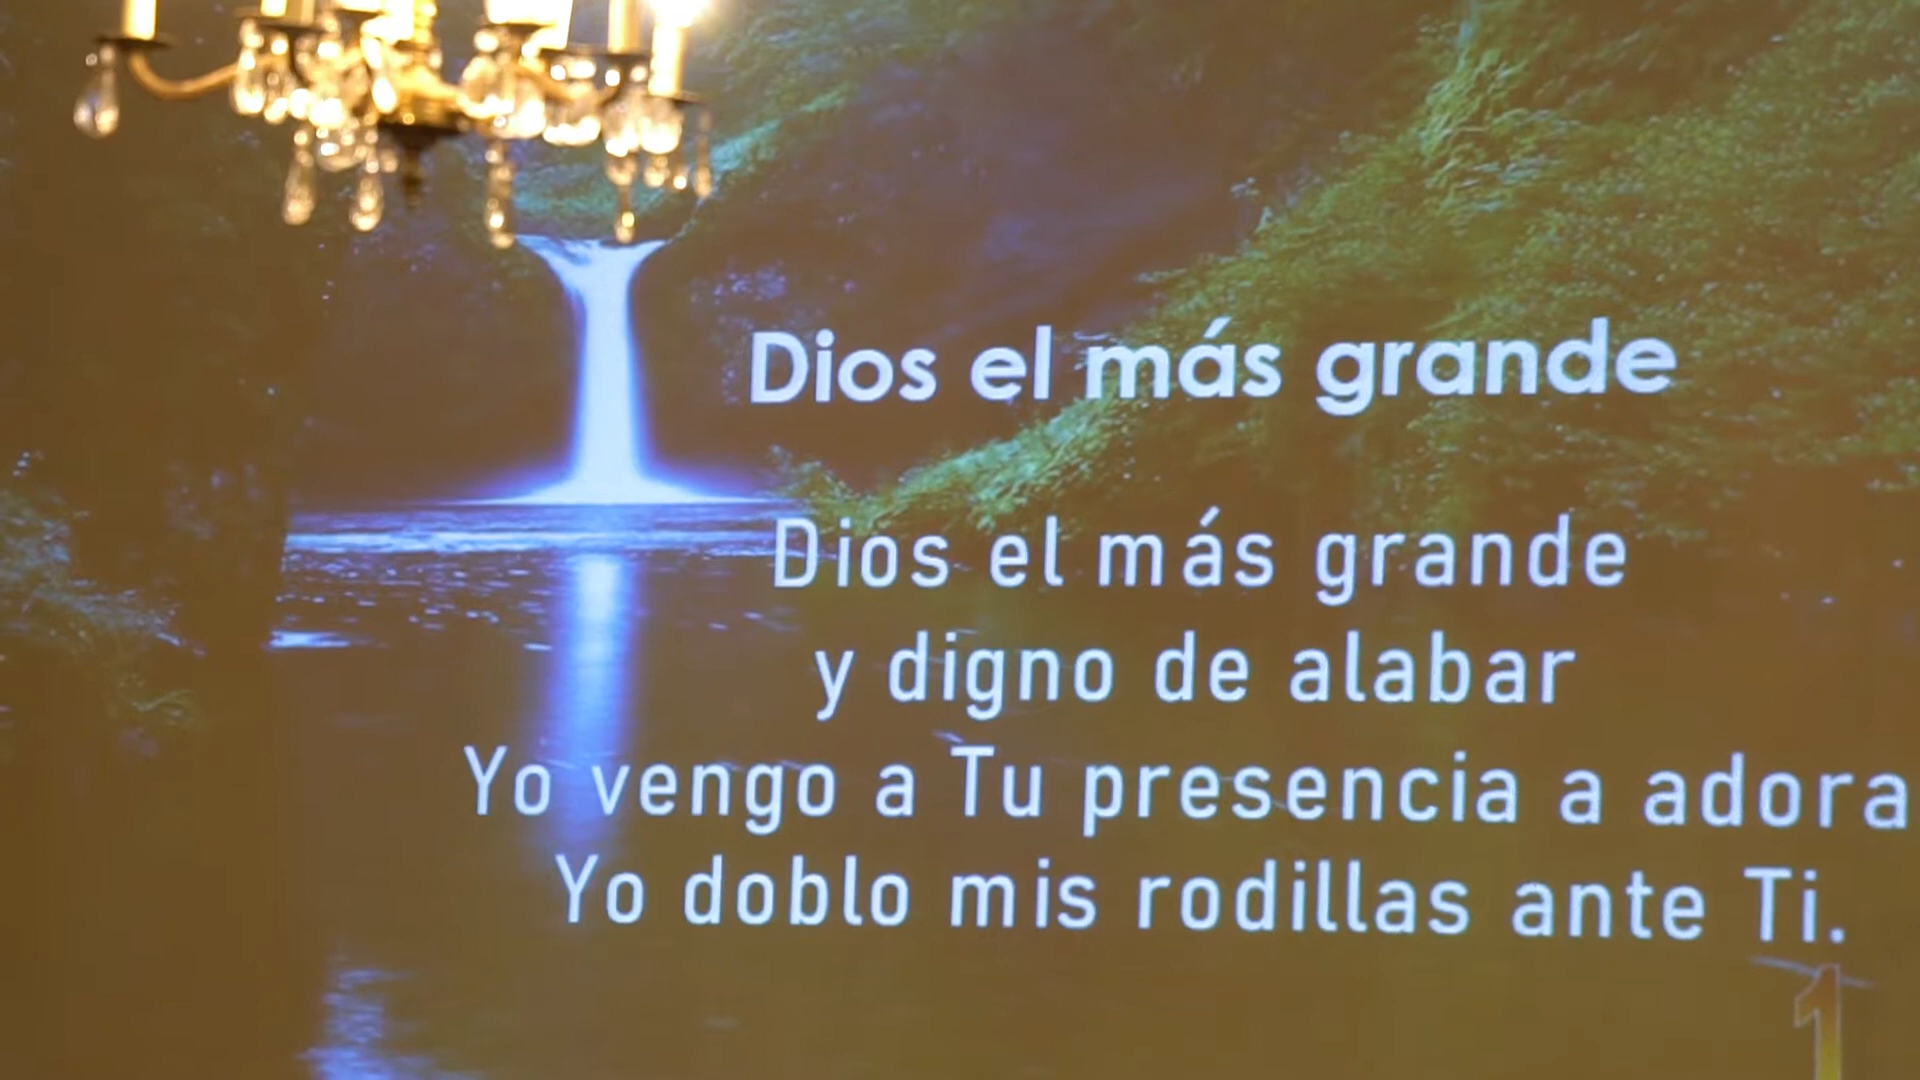 Dios el más grande
Dios el más grande
y digno de alabar
Yo vengo a Tu presencia a adora
Yo doblo mis rodillas ante Ti.
1